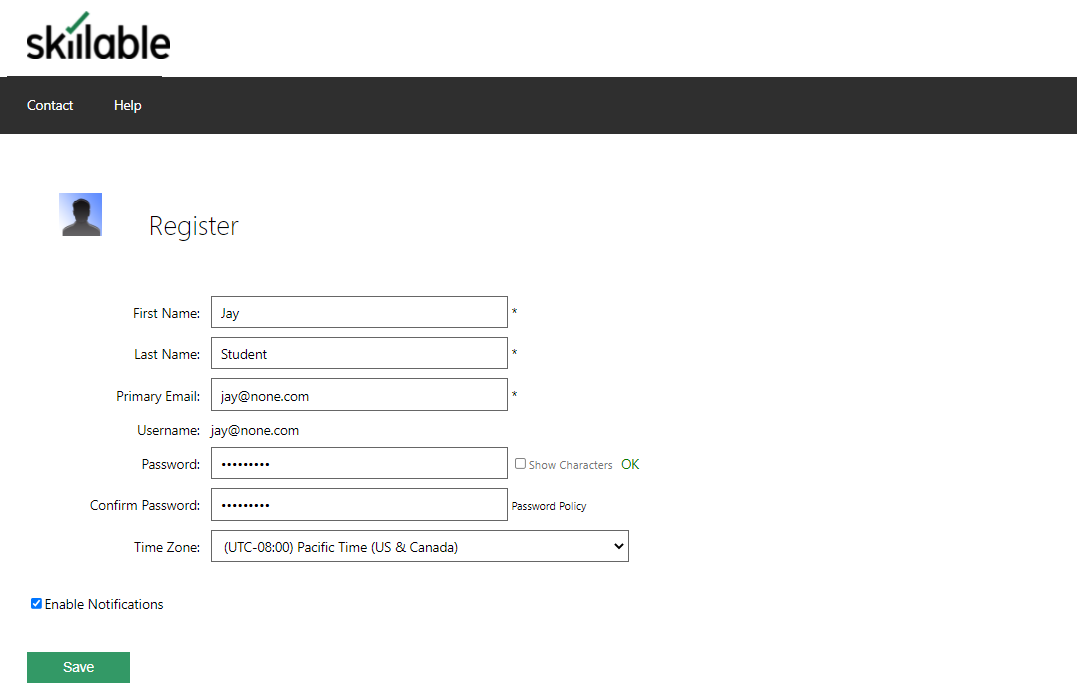 skillable
Contact Help
Register
First Name: Jay *
Last Name: Student *
Primary Email: jay@none.com *
Username: jay@none.com
Password: ••••••••• Show Characters OK
Confirm Password: ••••••••• Password Policy
Time Zone: (UTC-08:00) Pacific Time (US & Canada)
Enable Notifications
Save